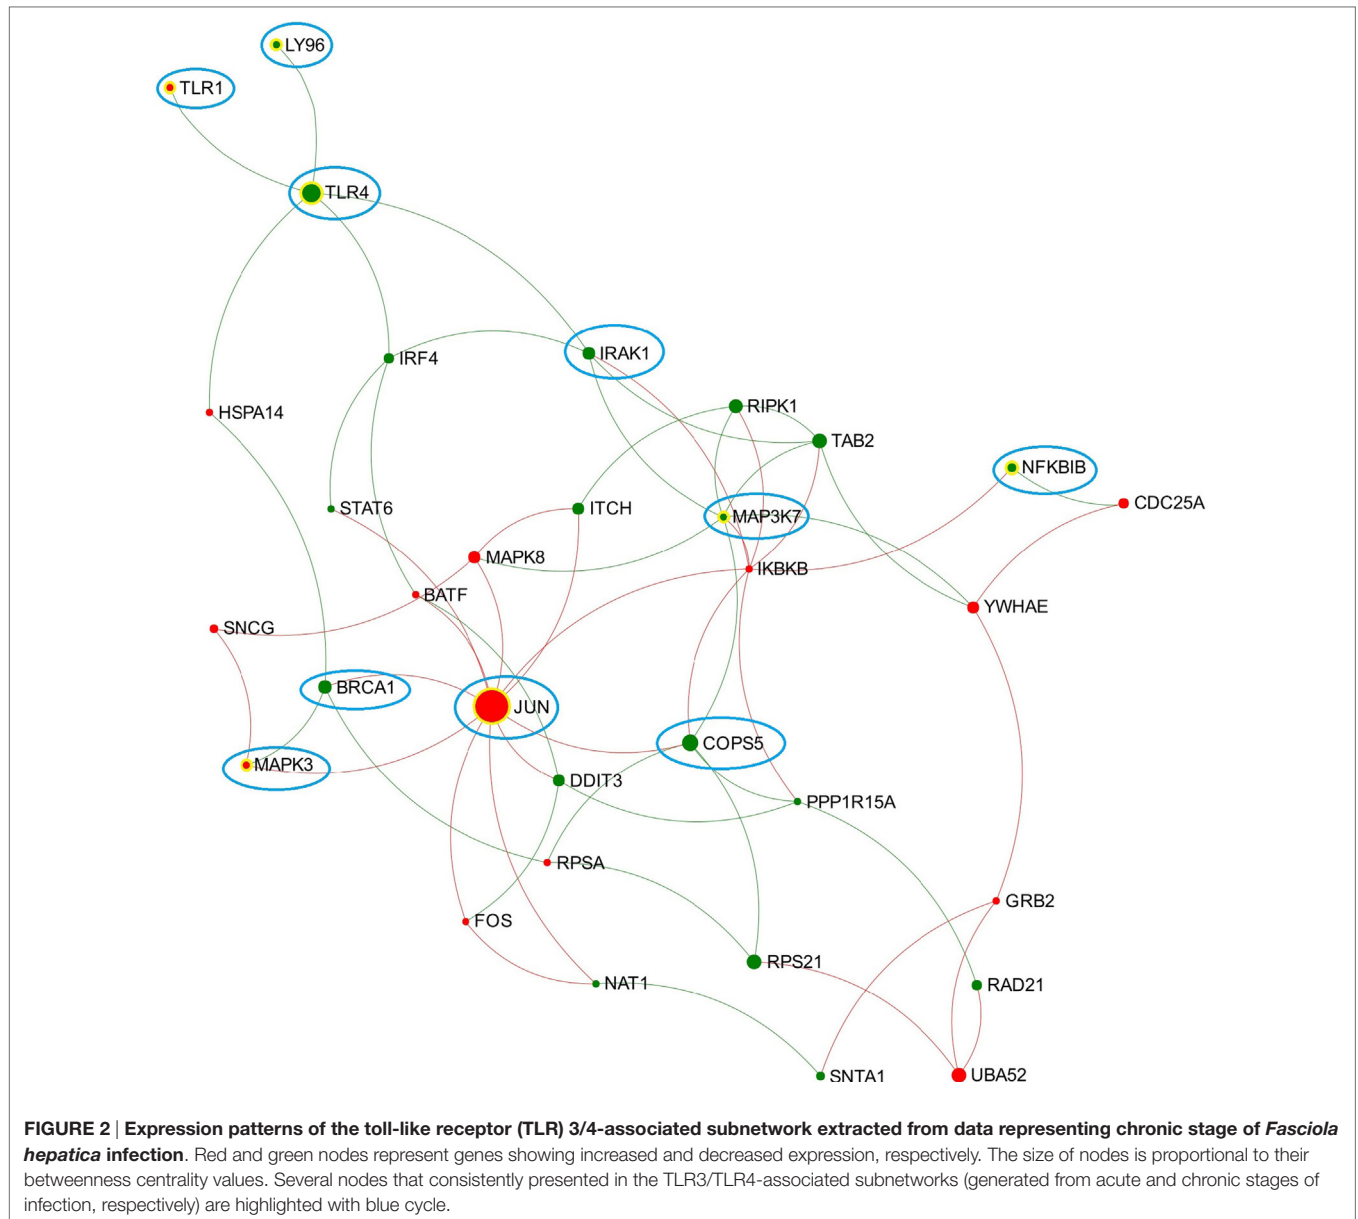 LY96
TLR1
TLR4
IRAK1
IRF4
RIPK1
HSPA14
TAB2
NFKBIB
CDC25A
STAT6
ITCH
MAP3K7
MAPK8
IKBKB
BATF
YWHAE
SNCG
BRCA1
JUN
COPS5
MAPK3
DDIT3
PPP1R15A
RPSA
GRB2
FOS
RPS21
NAT1
RAD21
SNTA1
UBA52
FIGURE 2 | Expression patterns of the toll-like receptor (TLR) 3/4-associated subnetwork extracted from data representing chronic stage of Fasciola
hepatica infection. Red and green nodes represent genes showing increased and decreased expression, respectively. The size of nodes is proportional to their
betweenness centrality values. Several nodes that consistently presented in the TLR3/TLR4-associated subnetworks (generated from acute and chronic stages of
infection, respectively) are highlighted with blue cycle.